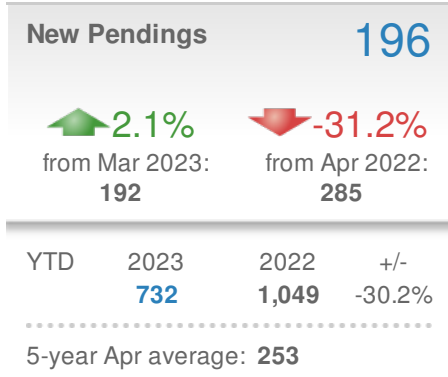 New Pendings 196
2.1% -31.2%
from Mar 2023: from Apr 2022:
192 285
YTD 2023 2022 +/-
732 1,049 -30.2%
5-year Apr average: 253